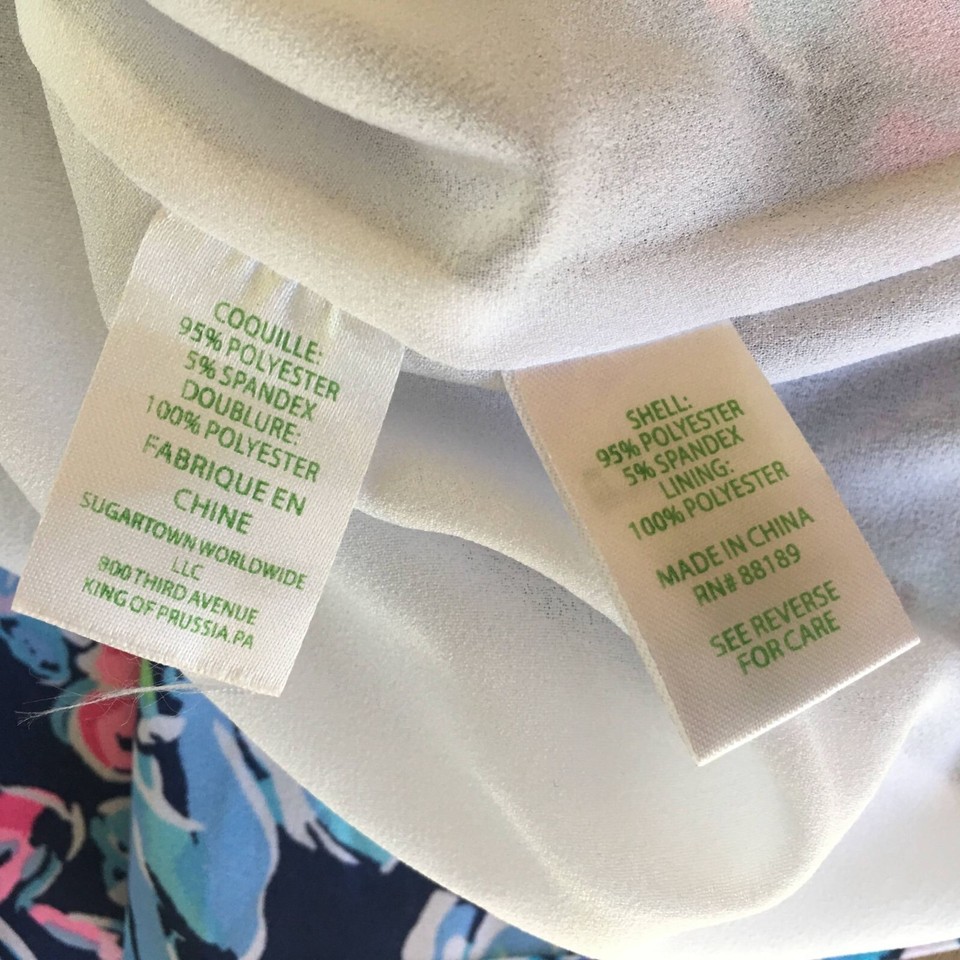 COQUILLE:
95% POLYESTER
5% SPANDEX
DOUBLURE:
100% POLYESTER
FABRIQUE EN
CHINE
SUGARTOWN WORLDWIDE
LLC
900 THIRD AVENUE
KING OF PRUSSIA, PA
SHELL:
95% POLYESTER
5% SPANDEX
LINING:
100% POLYESTER
MADE IN CHINA
RN# 88189
SEE REVERSE
FOR CARE